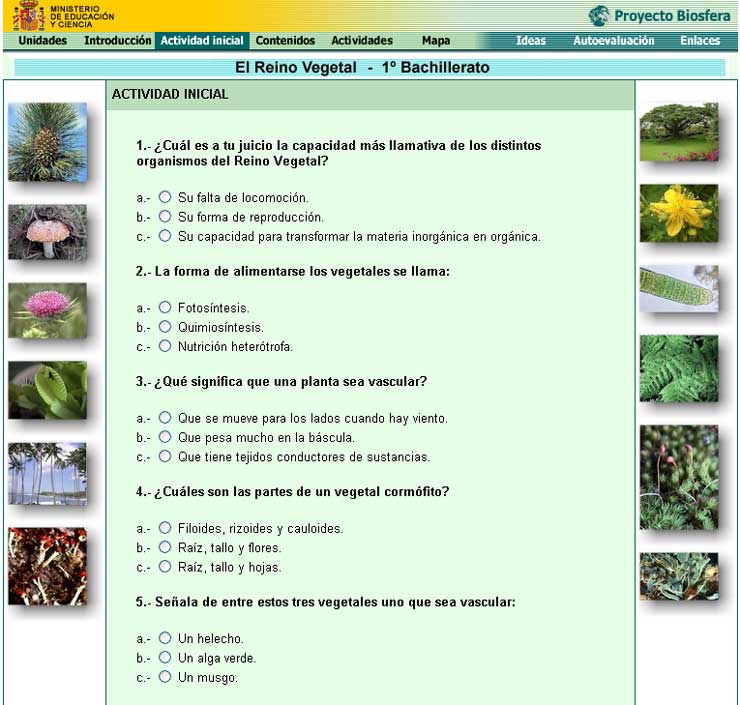 MINISTERIO
DE EDUCACIÓN
Y CIENCIA
Proyecto Biosfera
Unidades Introducción Actividad inicial Contenidos Actividades Mapa Ideas Autoevaluación Enlaces
El Reino Vegetal - 1º Bachillerato
ACTIVIDAD INICIAL
1.- ¿Cuál es a tu juicio la capacidad más llamativa de los distintos
organismos del Reino Vegetal?
a.- Su falta de locomoción.
b.- Su forma de reproducción.
c.- Su capacidad para transformar la materia inorgánica en orgánica.
2.- La forma de alimentarse los vegetales se llama:
a.- Fotosíntesis.
b.- Quimiosíntesis.
c.- Nutrición heterótrofa.
3.- ¿Qué significa que una planta sea vascular?
a.- Que se mueve para los lados cuando hay viento.
b.- Que pesa mucho en la báscula.
c.- Que tiene tejidos conductores de sustancias.
4.- ¿Cuáles son las partes de un vegetal cormófito?
a.- Filoides, rizoides y cauloides.
b.- Raíz, tallo y flores.
c.- Raíz, tallo y hojas.
5.- Señala de entre estos tres vegetales uno que sea vascular:
a.- Un helecho.
b.- Un alga verde.
c.- Un musgo.